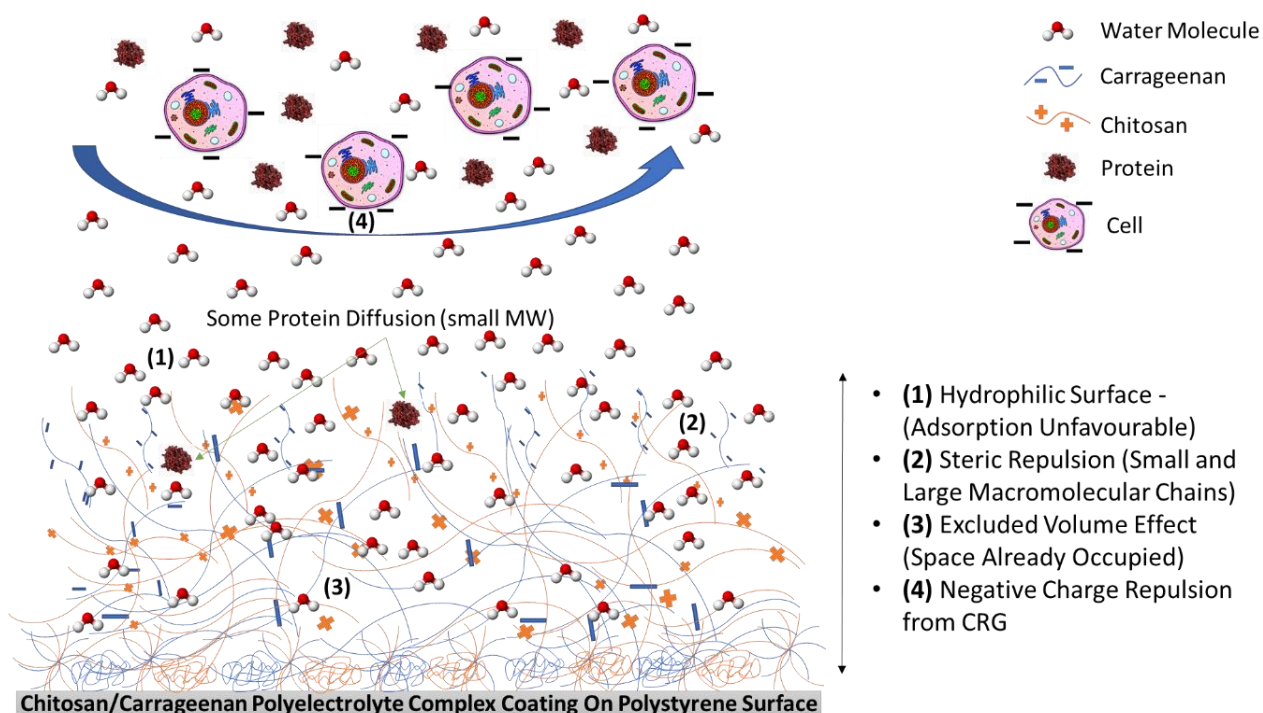 Water Molecule
Carrageenan
Chitosan
Protein
Cell
(4)
Some Protein Diffusion (small MW)
(1)
(2)
(3)
• (1) Hydrophilic Surface -
(Adsorption Unfavourable)
• (2) Steric Repulsion (Small and
Large Macromolecular Chains)
• (3) Excluded Volume Effect
(Space Already Occupied)
• (4) Negative Charge Repulsion
from CRG
Chitosan/Carrageenan Polyelectrolyte Complex Coating On Polystyrene Surface